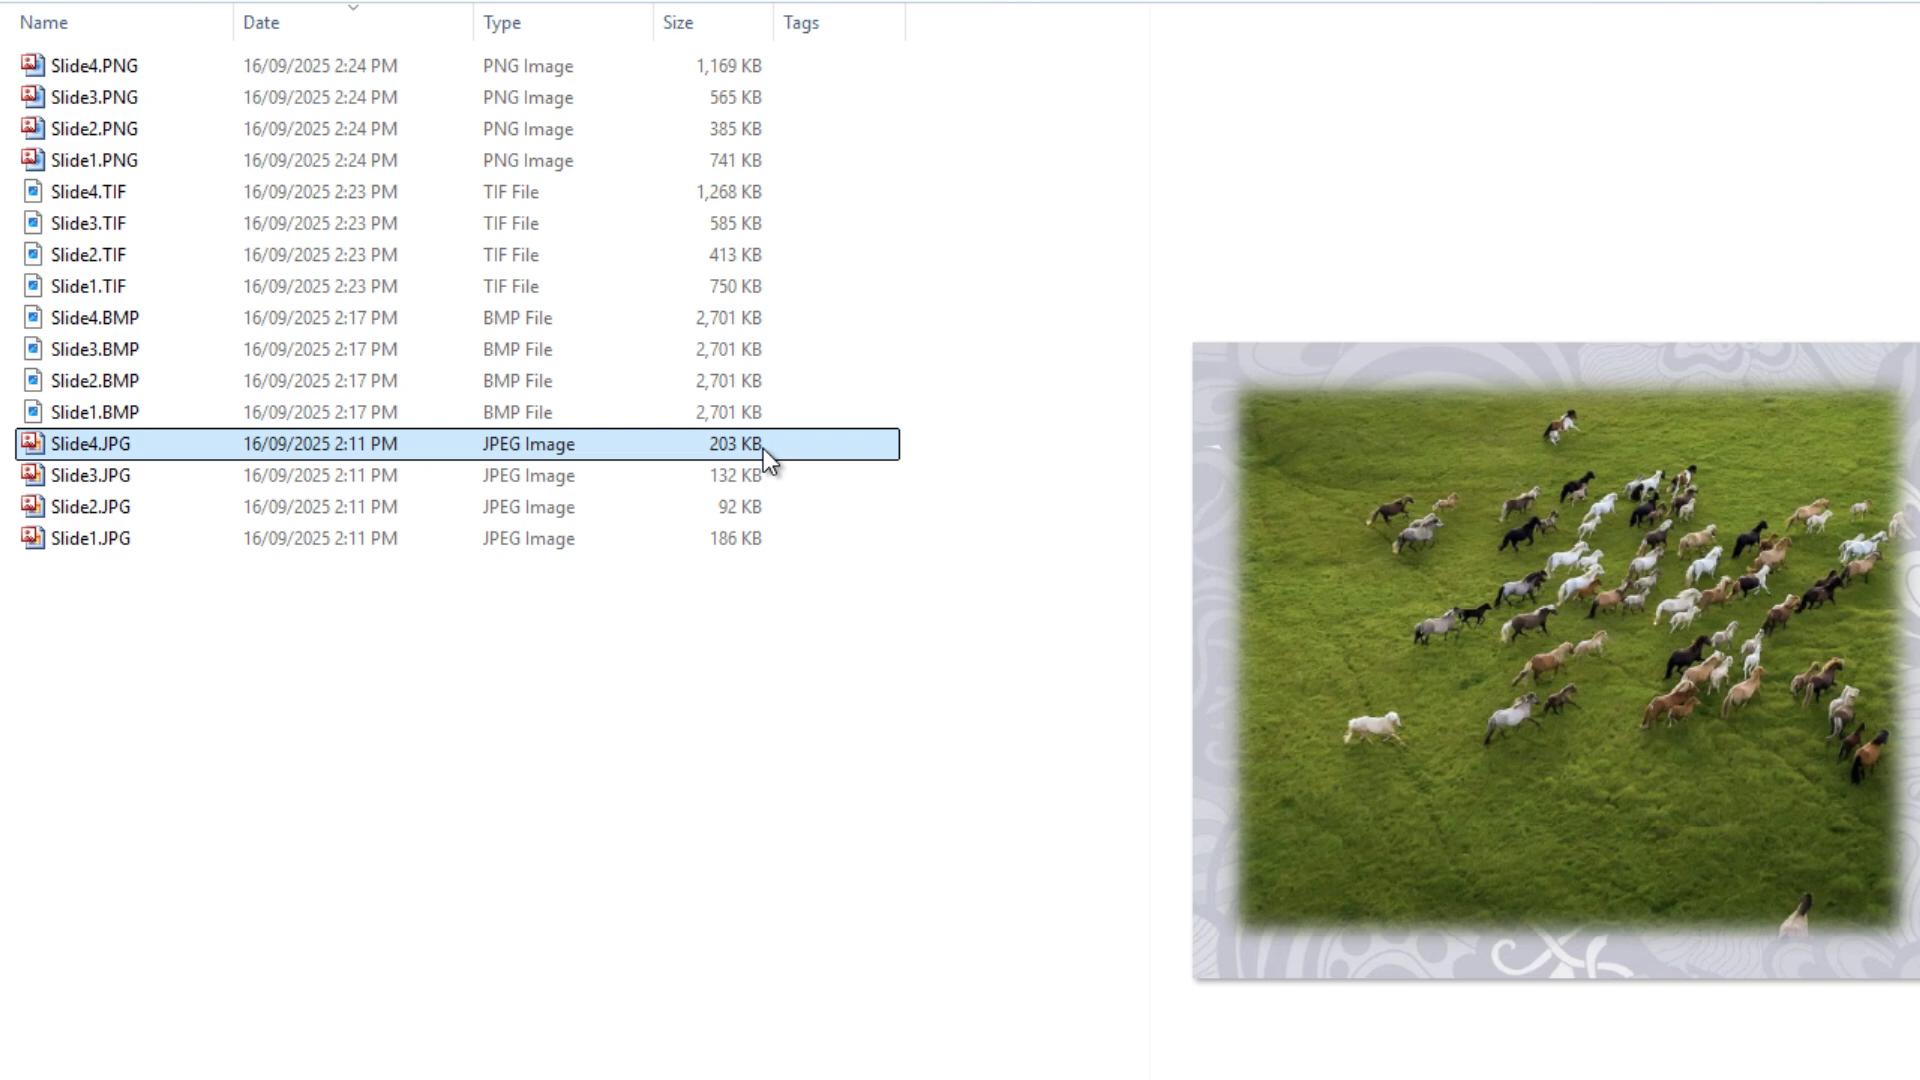 Name Date Type Size Tags
Slide4.PNG 16/09/2025 2:24 PM PNG Image 1,169 KB
Slide3.PNG 16/09/2025 2:24 PM PNG Image 565 KB
Slide2.PNG 16/09/2025 2:24 PM PNG Image 385 KB
Slide1.PNG 16/09/2025 2:24 PM PNG Image 741 KB
Slide4.TIF 16/09/2025 2:23 PM TIF File 1,268 KB
Slide3.TIF 16/09/2025 2:23 PM TIF File 585 KB
Slide2.TIF 16/09/2025 2:23 PM TIF File 413 KB
Slide1.TIF 16/09/2025 2:23 PM TIF File 750 KB
Slide4.BMP 16/09/2025 2:17 PM BMP File 2,701 KB
Slide3.BMP 16/09/2025 2:17 PM BMP File 2,701 KB
Slide2.BMP 16/09/2025 2:17 PM BMP File 2,701 KB
Slide1.BMP 16/09/2025 2:17 PM BMP File 2,701 KB
Slide4.JPG 16/09/2025 2:11 PM JPEG Image 203 KB
Slide3.JPG 16/09/2025 2:11 PM JPEG Image 132 KB
Slide2.JPG 16/09/2025 2:11 PM JPEG Image 92 KB
Slide1.JPG 16/09/2025 2:11 PM JPEG Image 186 KB